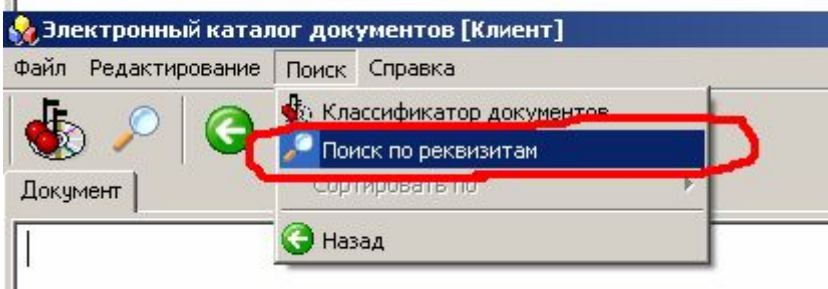 Электронный каталог документов [Клиент]
Файл Редактирование Поиск Справка
Классификатор документов
Поиск по реквизитам
Сортировать по
Документ
Назад